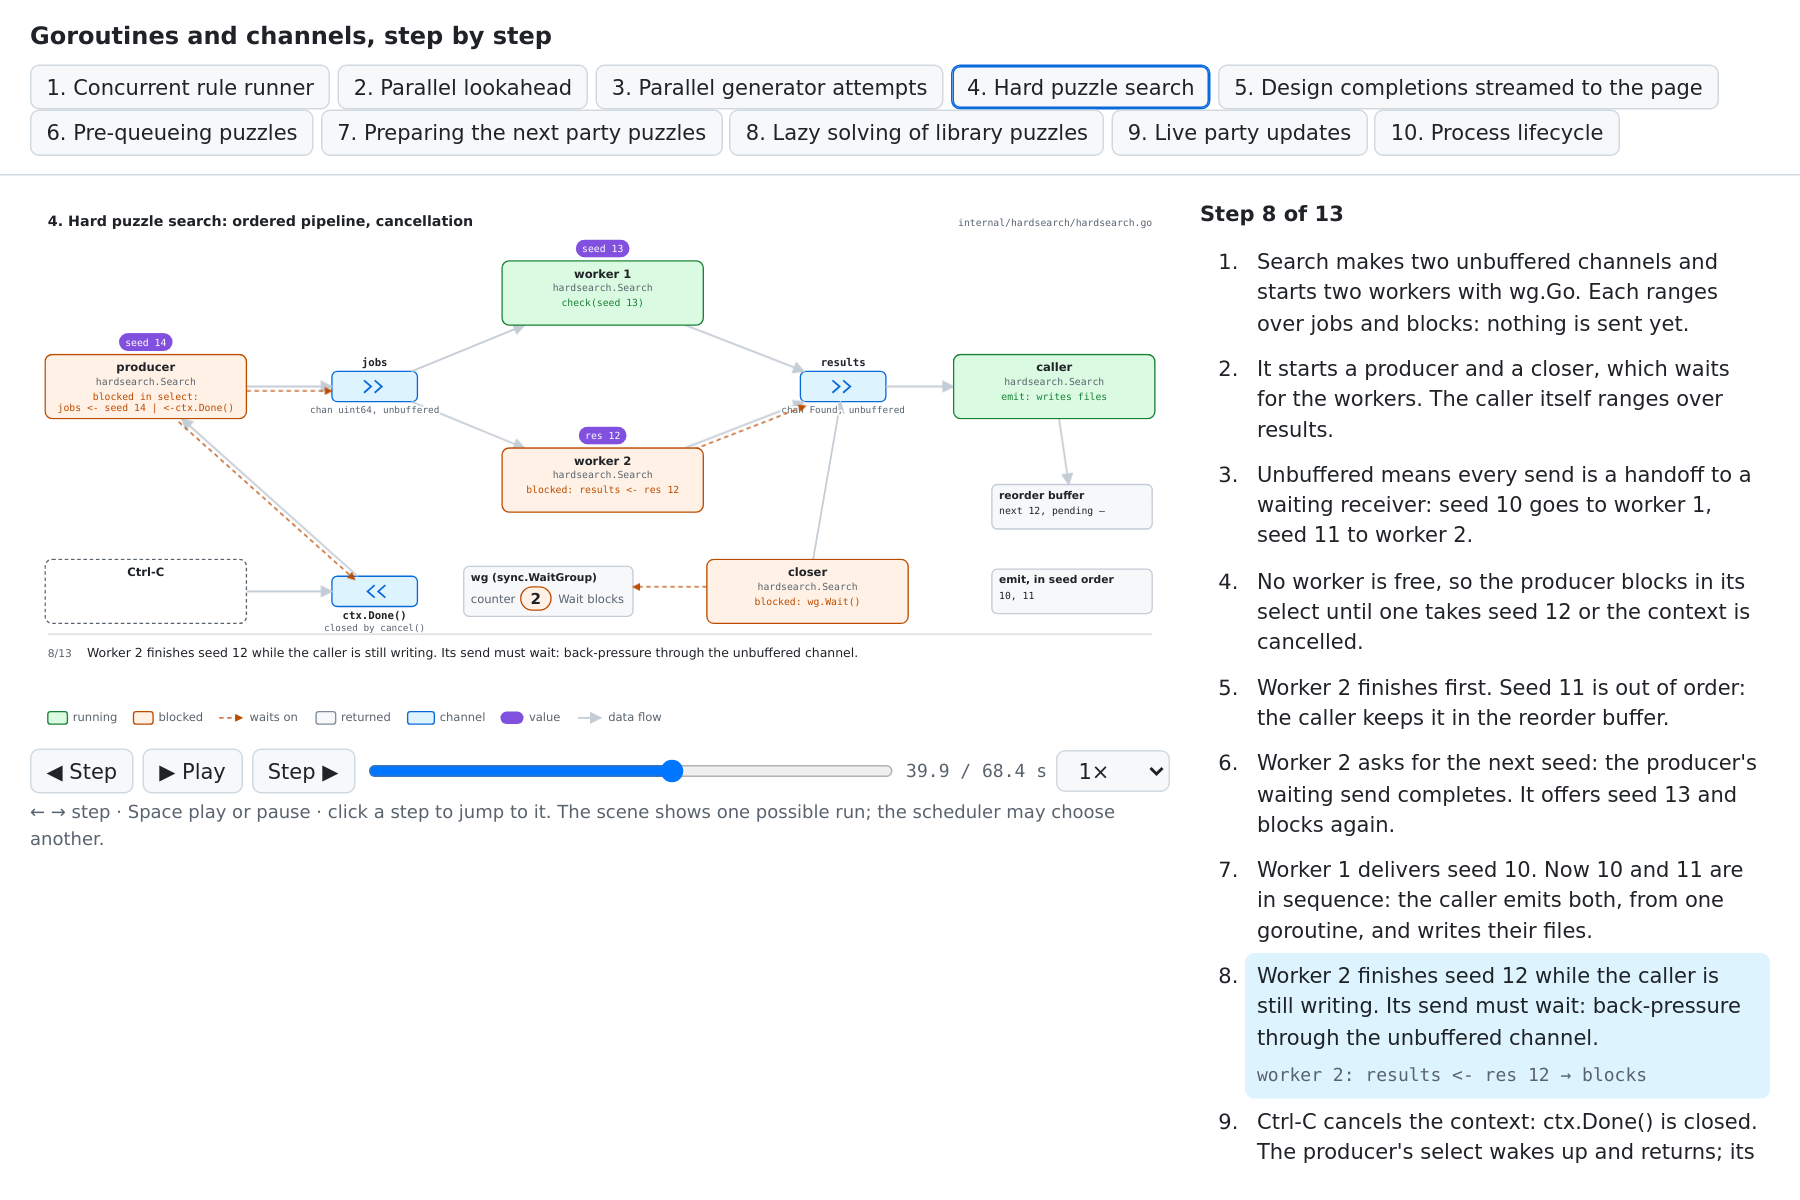 Goroutines and channels, step by step
1. Concurrent rule runner
2. Parallel lookahead
3. Parallel generator attempts
4. Hard puzzle search
5. Design completions streamed to the page
6. Pre-queueing puzzles
7. Preparing the next party puzzles
8. Lazy solving of library puzzles
9. Live party updates
10. Process lifecycle
4. Hard puzzle search: ordered pipeline, cancellation
internal/hardsearch/hardsearch.go
seed 13
worker 1
hardsearch.Search
check(seed 13)
seed 14
producer
hardsearch.Search
blocked in select:
jobs <- seed 14 | <-ctx.Done()
jobs
chan uint64, unbuffered
results
chan Found, unbuffered
caller
hardsearch.Search
emit: writes files
res 12
worker 2
hardsearch.Search
blocked: results <- res 12
reorder buffer
next 12, pending —
Ctrl-C
ctx.Done()
closed by cancel()
wg (sync.WaitGroup)
counter 2 Wait blocks
closer
hardsearch.Search
blocked: wg.Wait()
emit, in seed order
10, 11
8/13 Worker 2 finishes seed 12 while the caller is still writing. Its send must wait: back-pressure through the unbuffered channel.
running blocked waits on returned channel value data flow
◀ Step ▶ Play Step ▶ 39.9 / 68.4 s 1×
← → step · Space play or pause · click a step to jump to it. The scene shows one possible run; the scheduler may choose
another.
Step 8 of 13
1. Search makes two unbuffered channels and
starts two workers with wg.Go. Each ranges
over jobs and blocks: nothing is sent yet.
2. It starts a producer and a closer, which waits
for the workers. The caller itself ranges over
results.
3. Unbuffered means every send is a handoff to a
waiting receiver: seed 10 goes to worker 1,
seed 11 to worker 2.
4. No worker is free, so the producer blocks in its
select until one takes seed 12 or the context is
cancelled.
5. Worker 2 finishes first. Seed 11 is out of order:
the caller keeps it in the reorder buffer.
6. Worker 2 asks for the next seed: the producer's
waiting send completes. It offers seed 13 and
blocks again.
7. Worker 1 delivers seed 10. Now 10 and 11 are
in sequence: the caller emits both, from one
goroutine, and writes their files.
8. Worker 2 finishes seed 12 while the caller is
still writing. Its send must wait: back-pressure
through the unbuffered channel.
worker 2: results <- res 12 → blocks
9. Ctrl-C cancels the context: ctx.Done() is closed.
The producer's select wakes up and returns; its